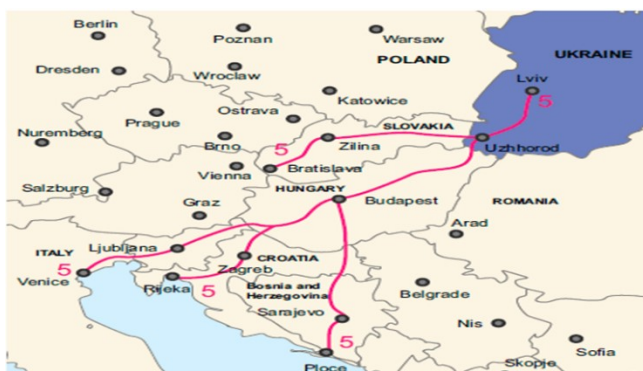 Berlin
Poznan
Warsaw
POLAND
UKRAINE
Dresden
Wroclaw
Lviv
5
Katowice
Prague
Ostrava
SLOVAKIA
Nuremberg
Brno
5
Zilina
Uzhhorod
Vienna
Bratislava
Salzburg
HUNGARY
Budapest
ROMANIA
Graz
Arad
ITALY
Ljubljana
CROATIA
5
Venice
Zagreb
Rijeka
5
Bosnia and
Herzegovina
Belgrade
Sarajevo
Nis
5
Sofia
Ploce
Skopje